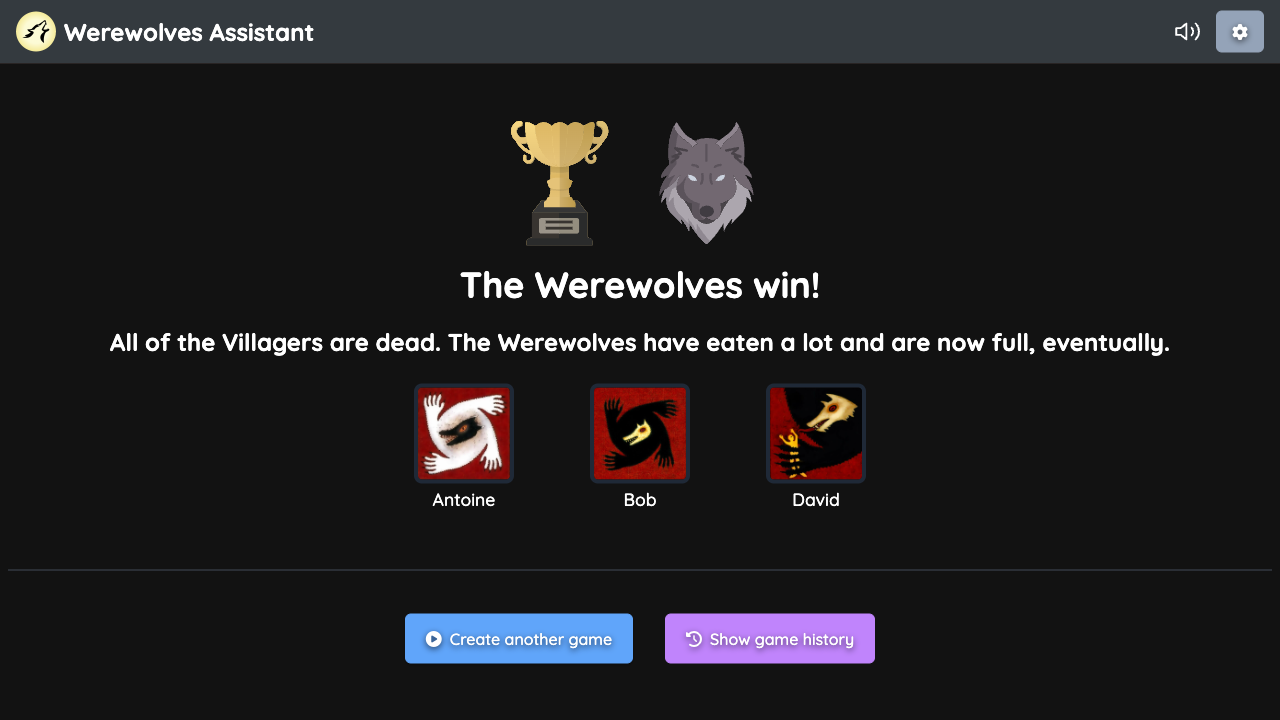 Werewolves Assistant
The Werewolves win!
All of the Villagers are dead. The Werewolves have eaten a lot and are now full, eventually.
Antoine
Bob
David
Create another game
Show game history